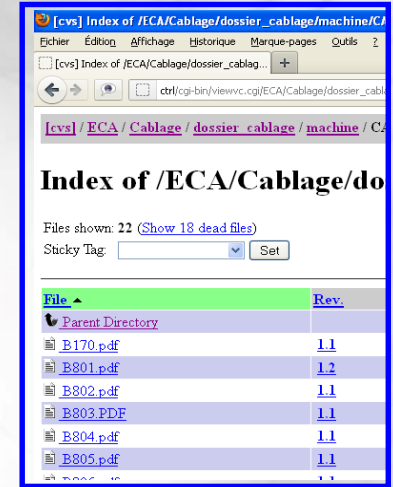 [cvs] Index of /ECA/Cablage/dossier_cablage/machine/CA
Fichier Édition Affichage Historique Marque-pages Outils ?
[cvs] Index of /ECA/Cablage/dossier_cablag... +
ctrl/cgi-bin/viewvc.cgi/ECA/Cablage/dossier_cabla
[cvs] / ECA / Cablage / dossier_cablage / machine / CA
Index of /ECA/Cablage/do
Files shown: 22 (Show 18 dead files)
Sticky Tag: Set
File Rev.
Parent Directory
B170.pdf 1.1
B801.pdf 1.2
B802.pdf 1.1
B803.PDF 1.1
B804.pdf 1.1
B805.pdf 1.1